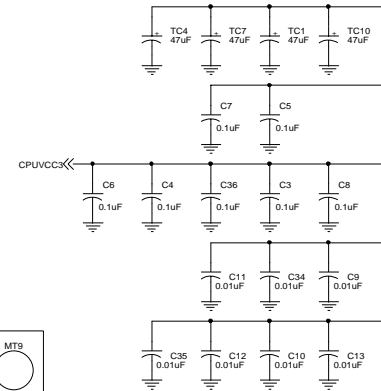 TC4 TC7 TC1 TC10
47uF 47uF 47uF 47uF
C7 C5
0.1uF 0.1uF
CPUVCC3
C6 C4 C36 C3 C8
0.1uF 0.1uF 0.1uF 0.1uF 0.1uF
C11 C34 C9
0.01uF 0.01uF 0.01uF
MT9
C35 C12 C10 C13
0.01uF 0.01uF 0.01uF 0.01uF